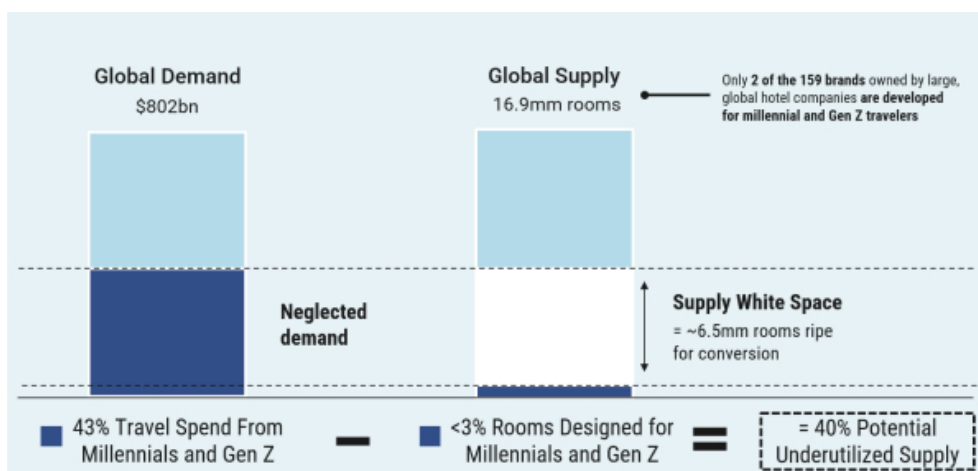 Global Demand
$802bn
Global Supply
16.9mm rooms
Only 2 of the 159 brands owned by large,
global hotel companies are developed
for millennial and Gen Z travelers
Neglected
demand
Supply White Space
= ~6.5mm rooms ripe
for conversion
43% Travel Spend From
Millennials and Gen Z
<3% Rooms Designed for
Millennials and Gen Z
= 40% Potential
Underutilized Supply